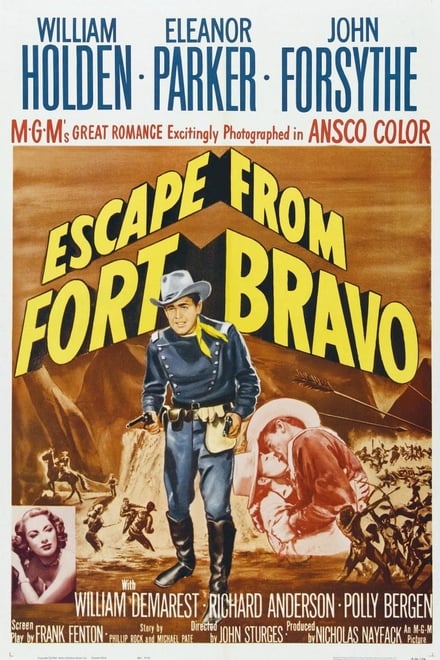 WILLIAM HOLDEN · ELEANOR PARKER · JOHN FORSYTHE
M-G-M's GREAT ROMANCE Excitingly Photographed in ANSCO COLOR
ESCAPE FROM
FORT BRAVO
With
WILLIAM DEMAREST · RICHARD ANDERSON · POLLY BERGEN
Screen Play by FRANK FENTON · Story by PHILLIP ROCK AND MICHAEL PATE · Directed by JOHN STURGES · Produced by NICHOLAS NAYFACK · An M-G-M Picture